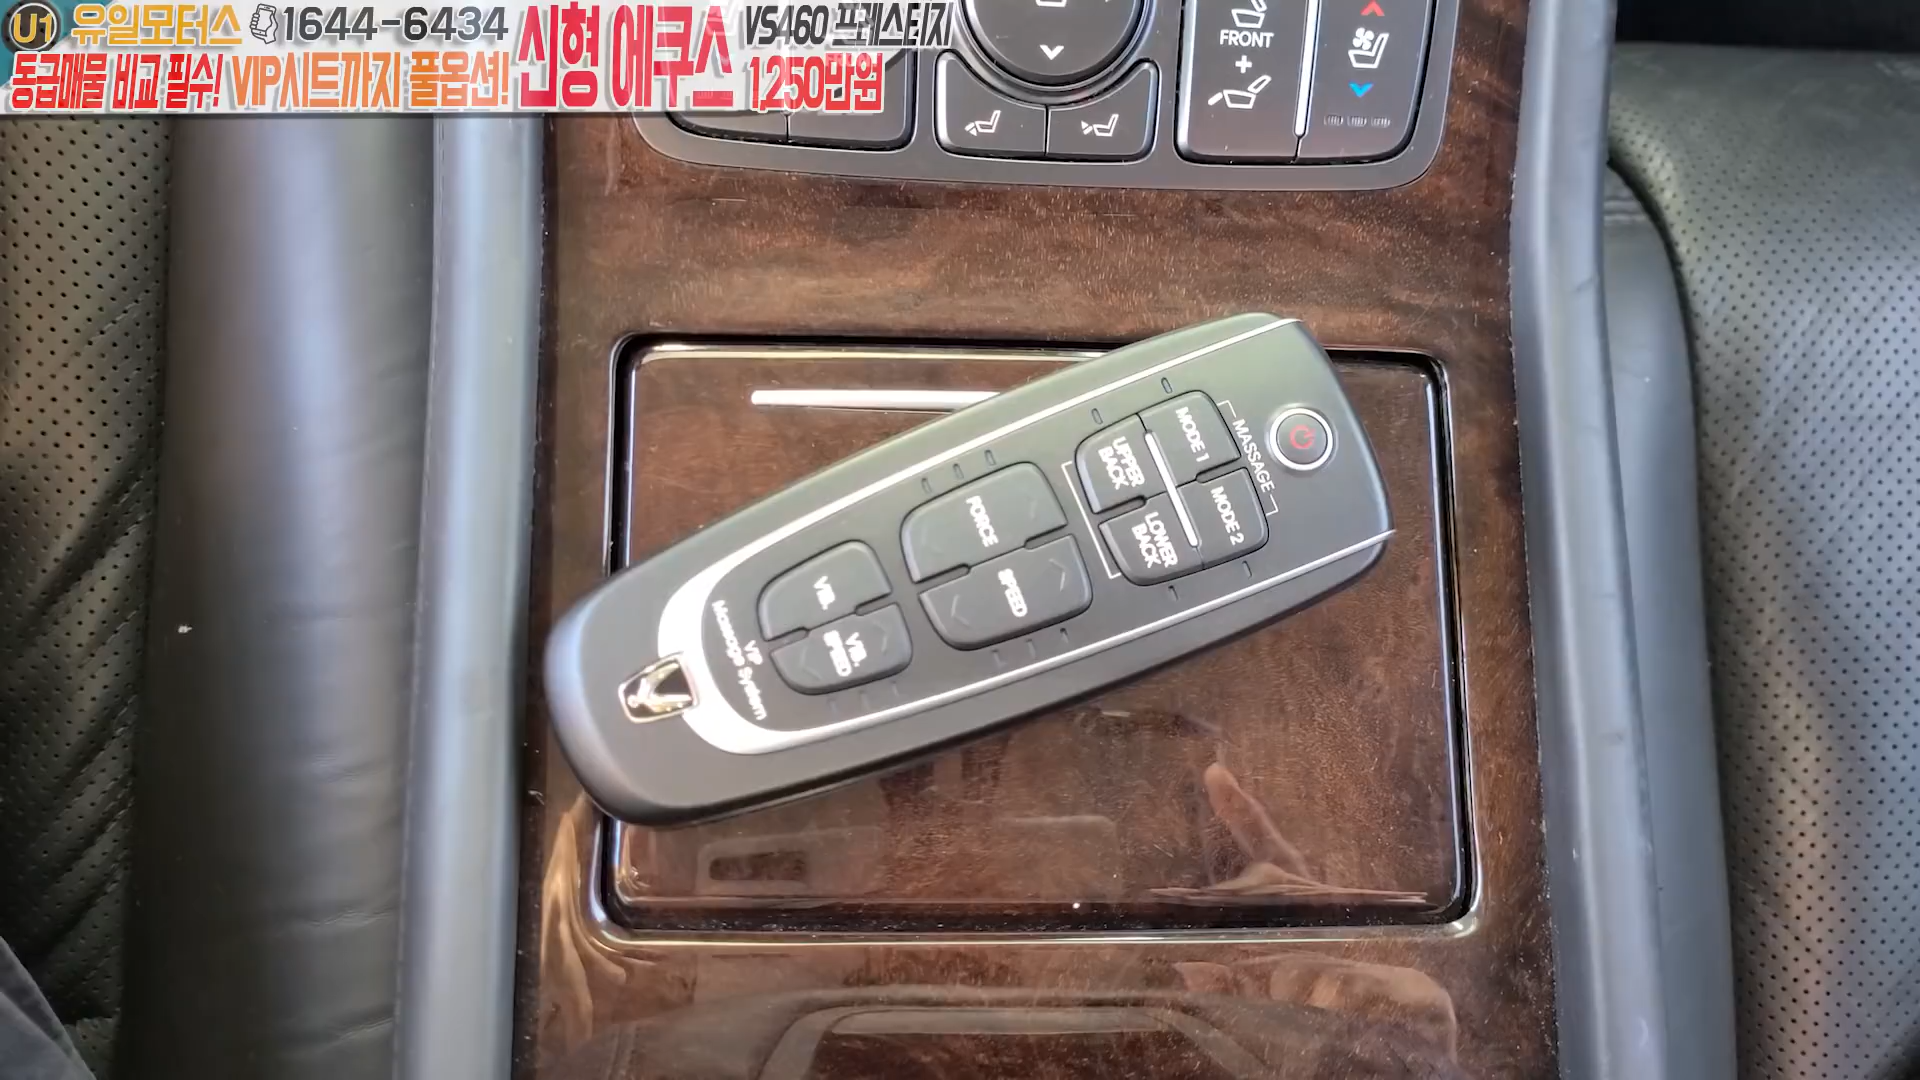 U1 유일모터스 1644-6434 신형 에쿠스 VS460 프레스티지
동급매물 비교 필수! VIP시트까지 풀옵션! 1,250만원
FRONT
+
MASSAGE
MODE 1
MODE 2
UPPER
BACK
LOWER
BACK
FORCE
SPEED
VIB.
VIB.
SPEED
VIP
Massage System